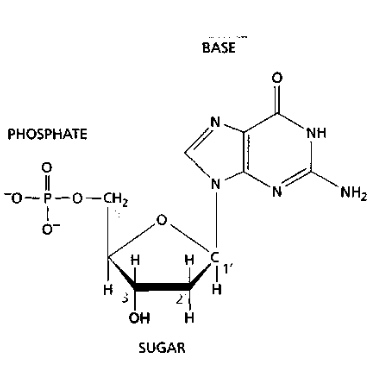 BASE
O
PHOSPHATE
N
NH
O
⁻O–P–O–CH2
N
N
NH2
O⁻
O
H
H
C
1'
H
3'
2'
H
OH
H
SUGAR